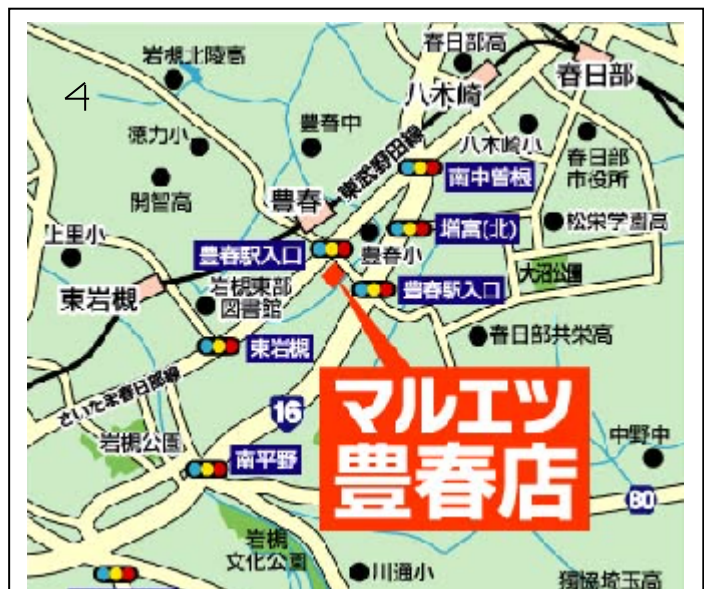 岩槻北陵高
春日部高
春日部
4
八木崎
徳力小
豊春中
八木崎小
東武野田線
春日部
市役所
南中曽根
開智高
豊春
上里小
増富(北)
松栄学園高
豊春駅入口
豊春小
大沼公園
東岩槻
岩槻東部
図書館
豊春駅入口
春日部共栄高
東岩槻
さいたま春日部線
マルエツ
豊春店
16
岩槻公園
南平野
中野中
80
岩槻
文化公園
川通小
獨協埼玉高